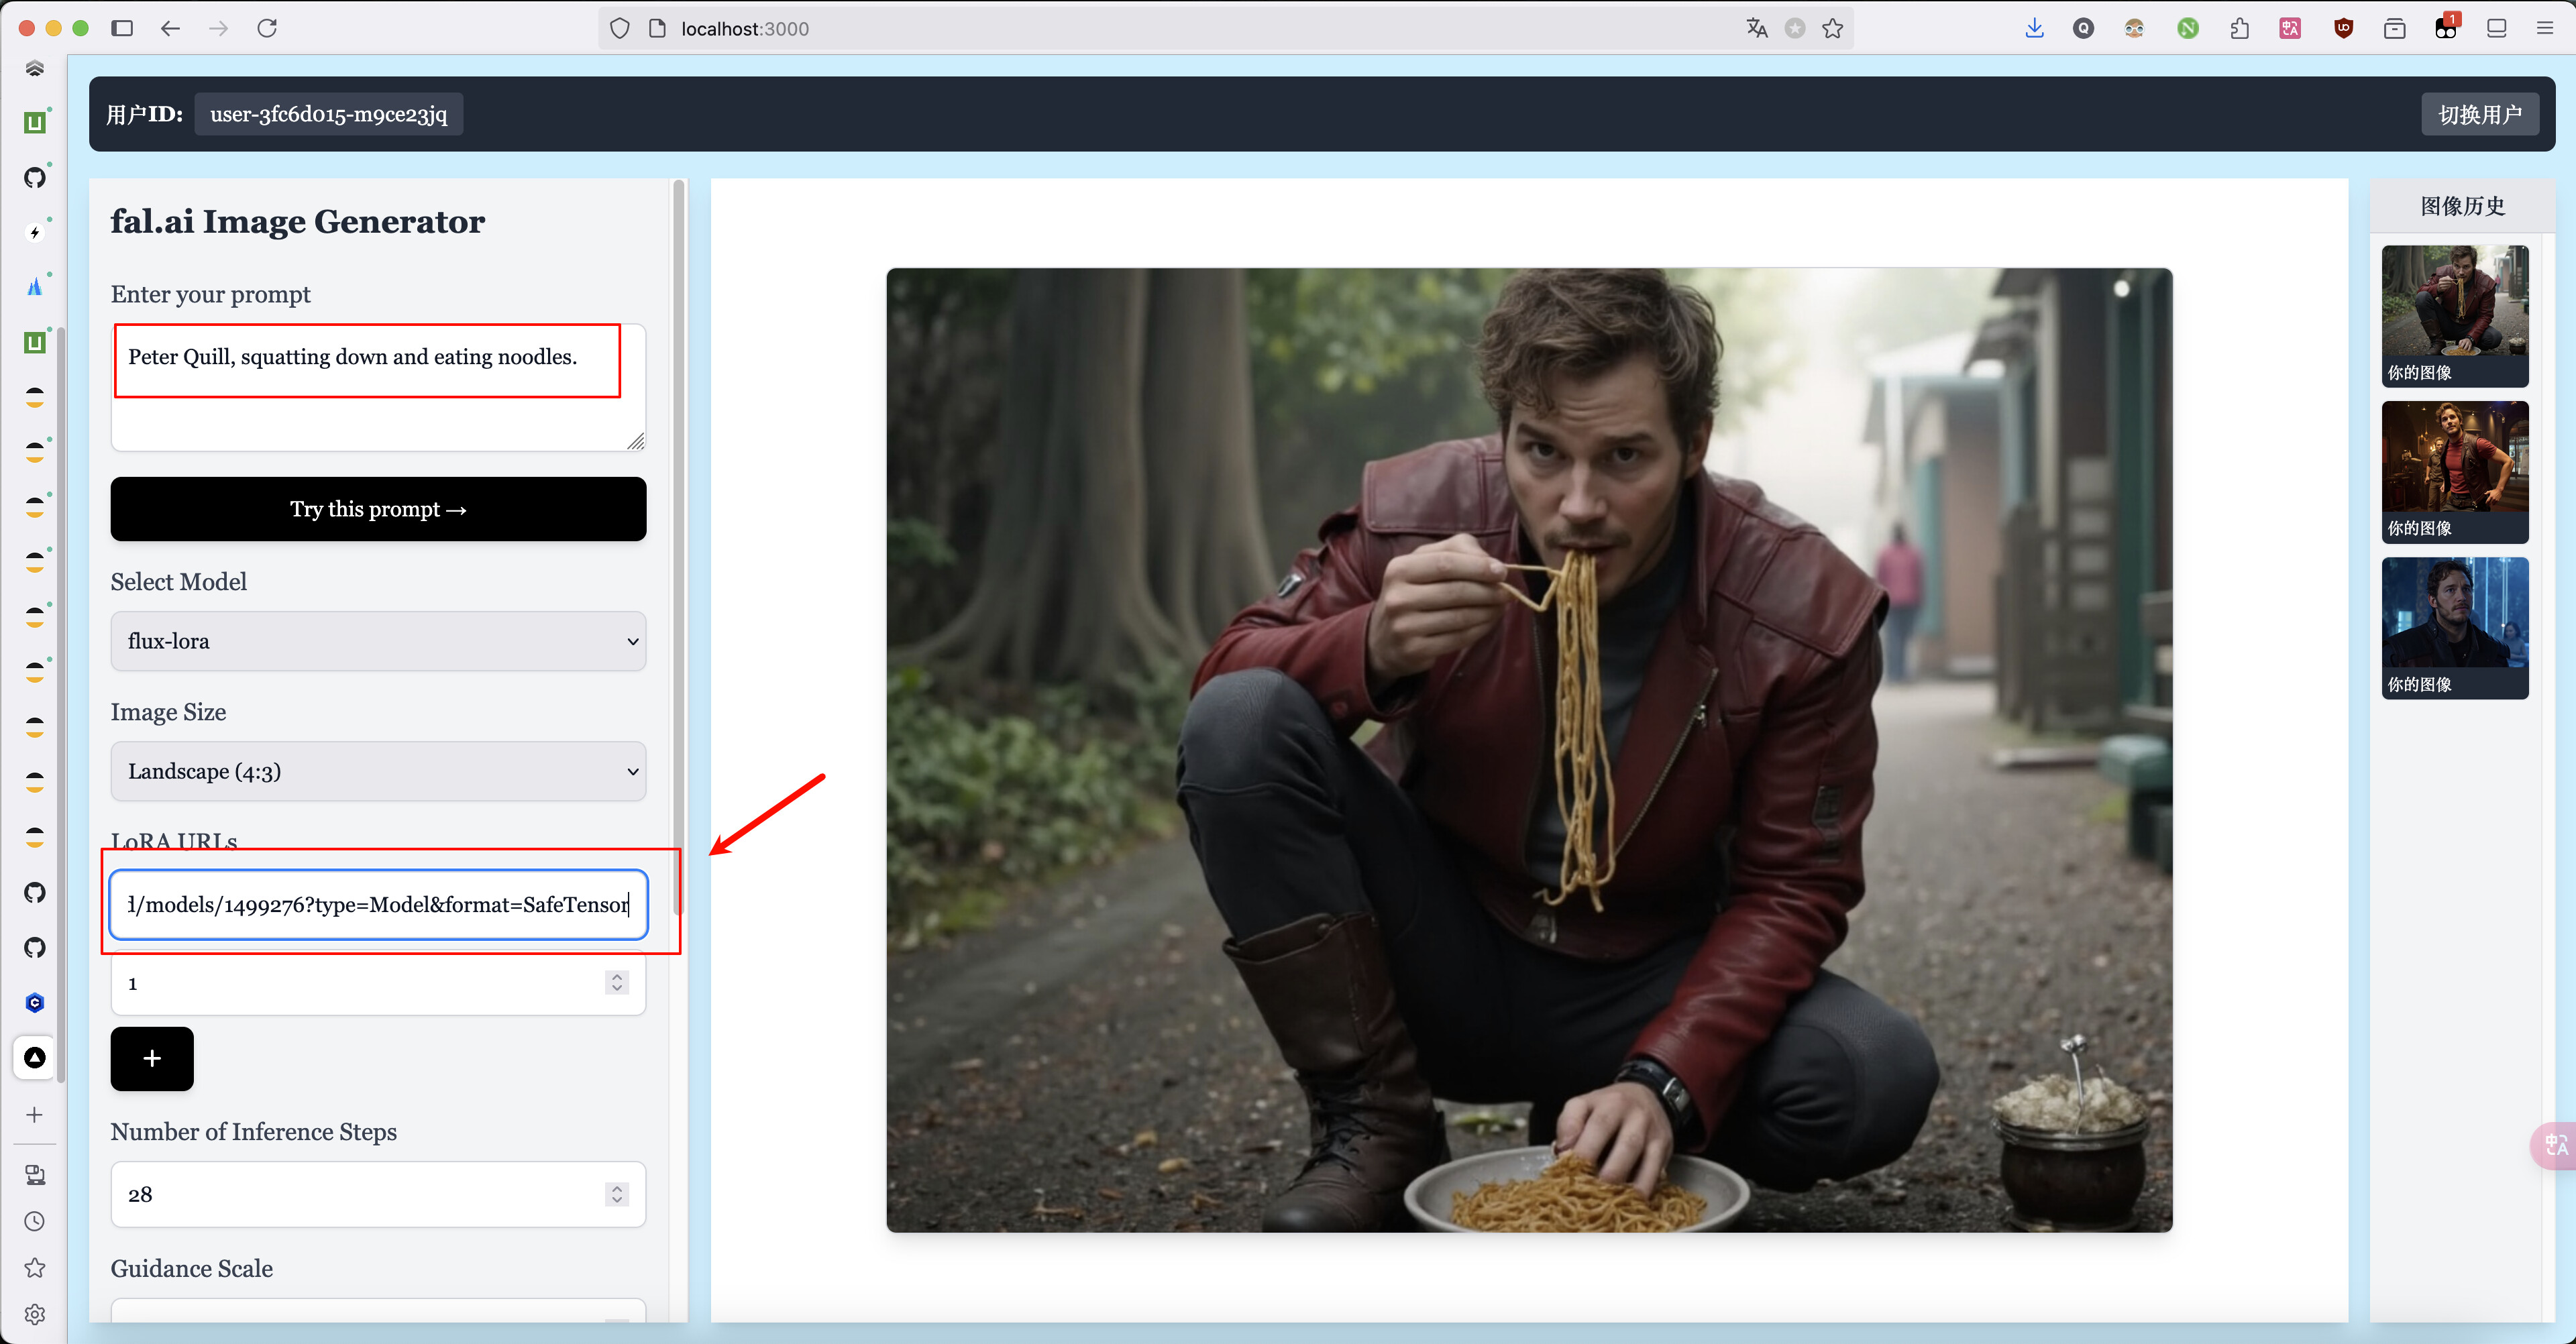 localhost:3000
1
用户ID:
user-3fc6d015-m9ce23jq
切换用户
fal.ai Image Generator
Enter your prompt
Peter Quill, squatting down and eating noodles.
Try this prompt →
Select Model
flux-lora
Image Size
Landscape (4:3)
LoRA URLs
d/models/1499276?type=Model&format=SafeTensor
1
+
Number of Inference Steps
28
Guidance Scale
图像历史
你的图像
你的图像
你的图像